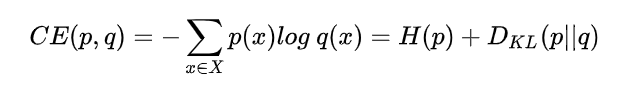 CE(p, q) = − ∑_{x∈X} p(x)log q(x) = H(p) + D_{KL}(p||q)